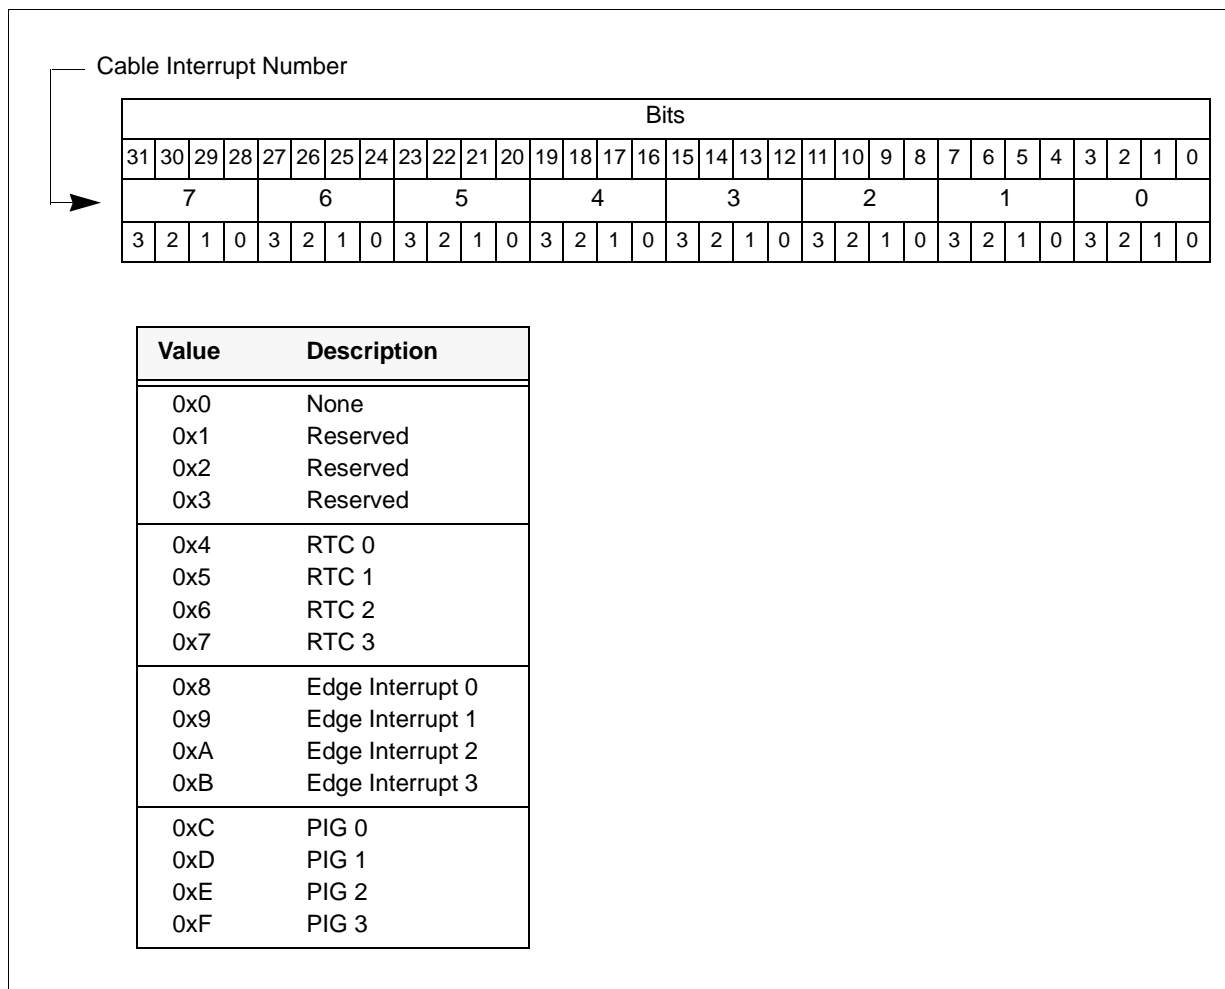 Cable Interrupt Number
Bits
31 30 29 28 27 26 25 24 23 22 21 20 19 18 17 16 15 14 13 12 11 10 9 8 7 6 5 4 3 2 1 0
7 6 5 4 3 2 1 0
3 2 1 0 3 2 1 0 3 2 1 0 3 2 1 0 3 2 1 0 3 2 1 0 3 2 1 0 3 2 1 0
Value Description
0x0 None
0x1 Reserved
0x2 Reserved
0x3 Reserved
0x4 RTC 0
0x5 RTC 1
0x6 RTC 2
0x7 RTC 3
0x8 Edge Interrupt 0
0x9 Edge Interrupt 1
0xA Edge Interrupt 2
0xB Edge Interrupt 3
0xC PIG 0
0xD PIG 1
0xE PIG 2
0xF PIG 3